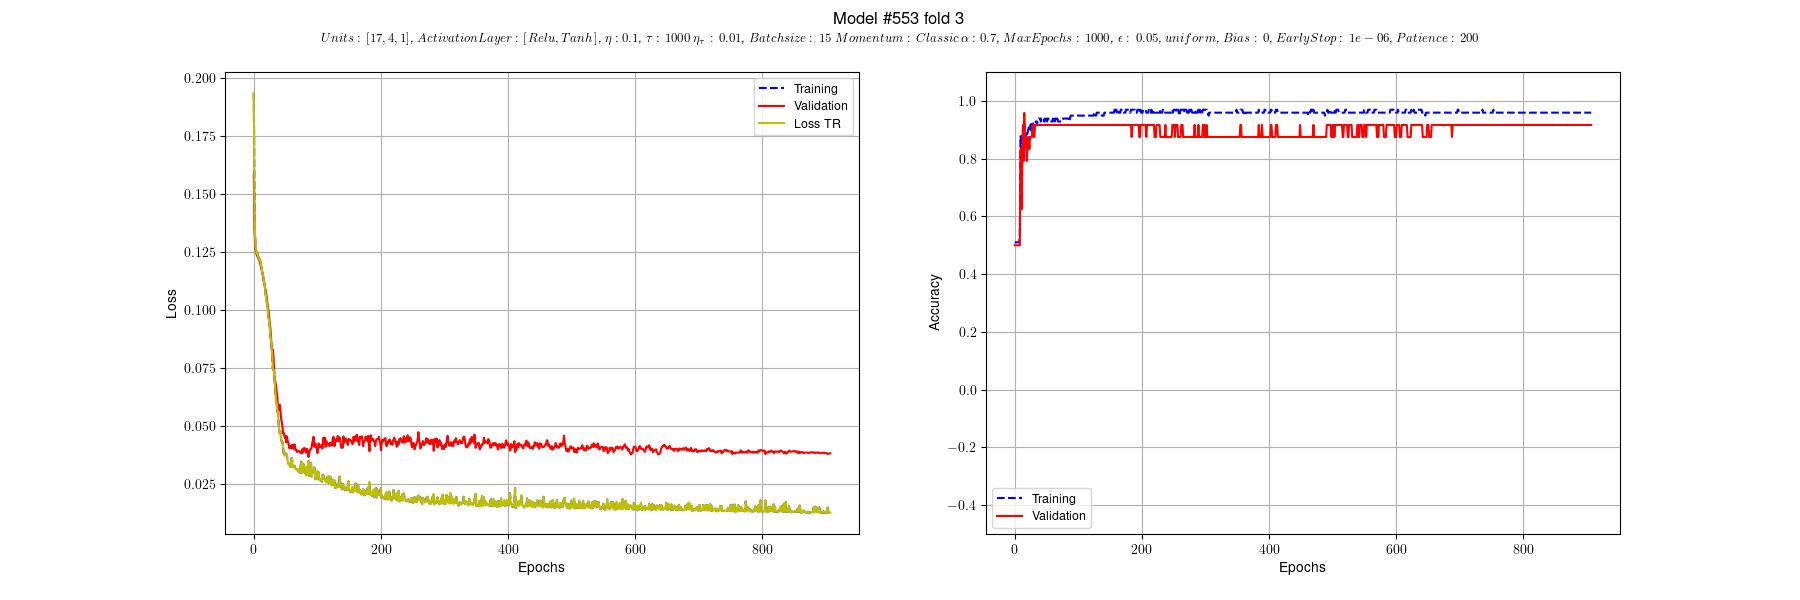 Model #553 fold 3
Units : [17, 4, 1], ActivationLayer : [Relu, Tanh], η : 0.1, τ : 1000 ητ : 0.01, Batchsize : 15 Momentum : Classic α : 0.7, MaxEpochs : 1000, ϵ : 0.05, uniform, Bias : 0, EarlyStop : 1e − 06, Patience : 200
0.200
0.175
0.150
0.125
0.100
0.075
0.050
0.025
Loss
0
200
400
600
800
Epochs
Training
Validation
Loss TR
1.0
0.8
0.6
0.4
0.2
0.0
−0.2
−0.4
Accuracy
0
200
400
600
800
Epochs
Training
Validation